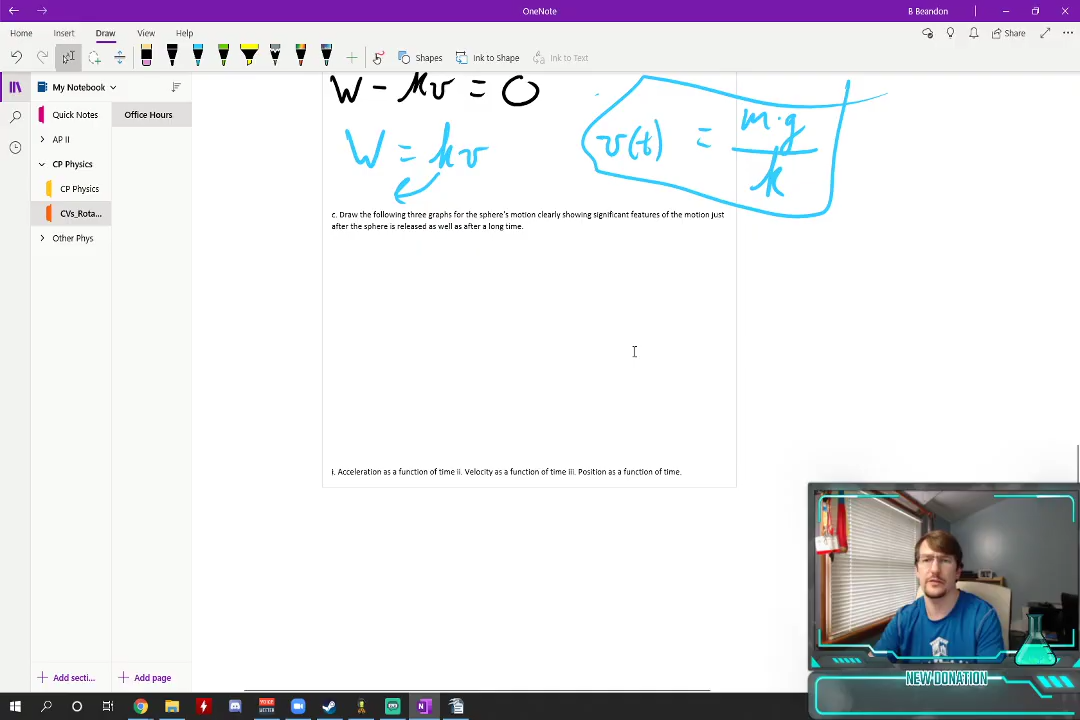 OneNote
B Beandon
Home
Insert
Draw
View
Help
Share
Shapes
Ink to Shape
Ink to Text
My Notebook
Quick Notes
AP II
CP Physics
CP Physics
CVs_Rota...
Other Phys
Office Hours
W - kv = 0
W = kv
v(t) = m·g / k
c. Draw the following three graphs for the sphere's motion clearly showing significant features of the motion just
after the sphere is released as well as after a long time.
i. Acceleration as a function of time ii. Velocity as a function of time iii. Position as a function of time.
Add secti...
Add page
NEW DONATION